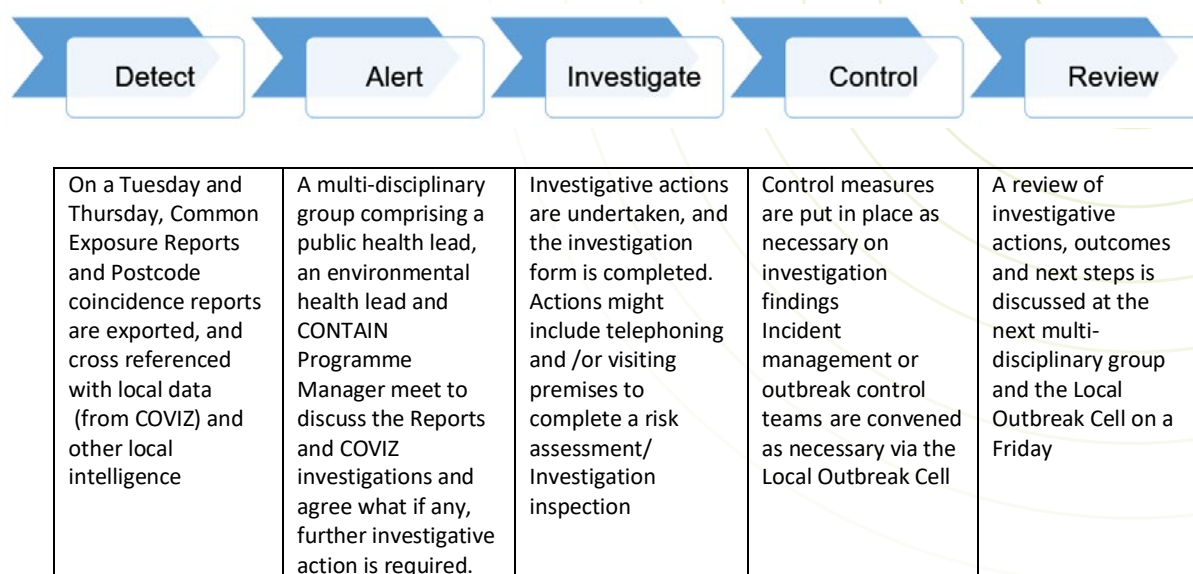 Detect
Alert
Investigate
Control
Review
On a Tuesday and
Thursday, Common
Exposure Reports
and Postcode
coincidence reports
are exported, and
cross referenced
with local data
(from COVIZ) and
other local
intelligence
A multi-disciplinary
group comprising a
public health lead,
an environmental
health lead and
CONTAIN
Programme
Manager meet to
discuss the Reports
and COVIZ
investigations and
agree what if any,
further investigative
action is required.
Investigative actions
are undertaken, and
the investigation
form is completed.
Actions might
include telephoning
and /or visiting
premises to
complete a risk
assessment/
Investigation
inspection
Control measures
are put in place as
necessary on
investigation
findings
Incident
management or
outbreak control
teams are convened
as necessary via the
Local Outbreak Cell
A review of
investigative
actions, outcomes
and next steps is
discussed at the
next multi-
disciplinary group
and the Local
Outbreak Cell on a
Friday